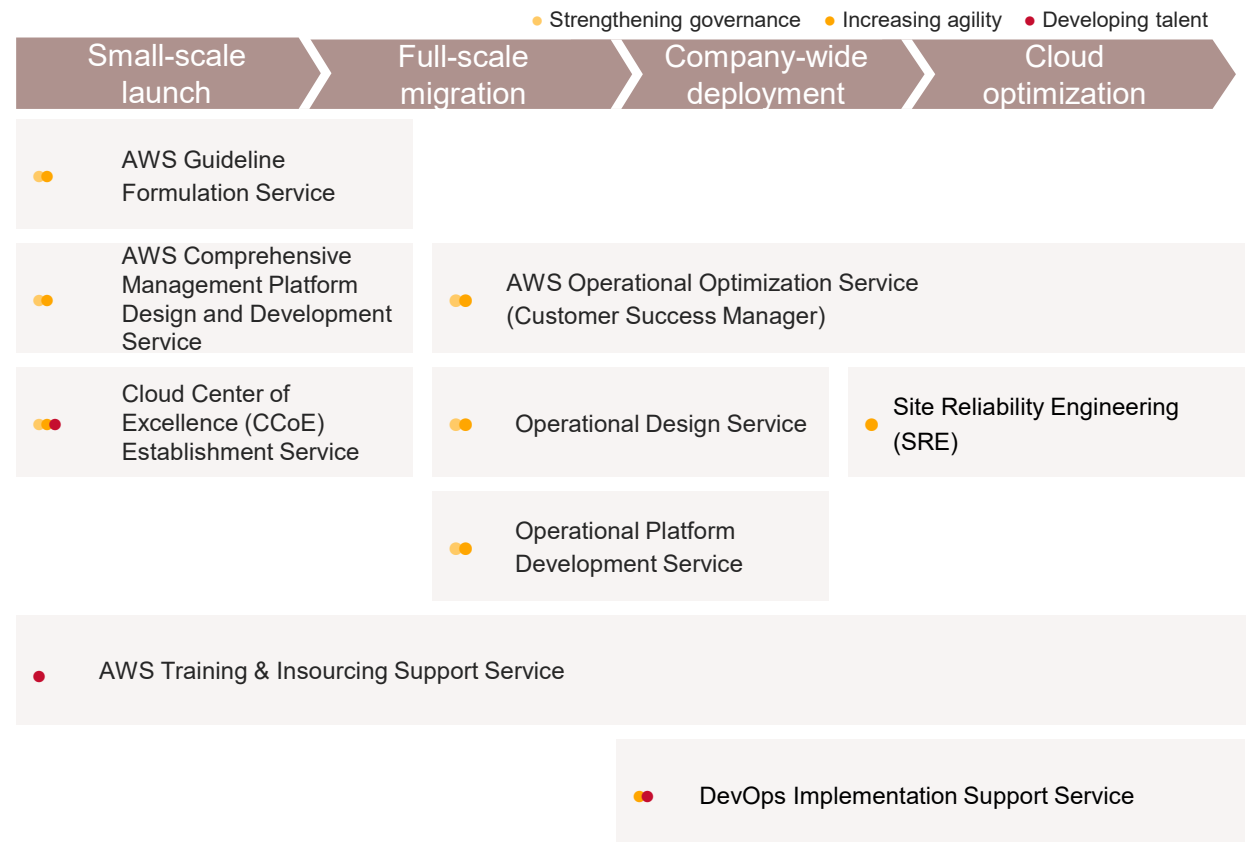 Strengthening governance
Increasing agility
Developing talent
Small-scale
launch
Full-scale
migration
Company-wide
deployment
Cloud
optimization
AWS Guideline
Formulation Service
AWS Comprehensive
Management Platform
Design and Development
Service
AWS Operational Optimization Service
(Customer Success Manager)
Cloud Center of
Excellence (CCoE)
Establishment Service
Operational Design Service
Site Reliability Engineering
(SRE)
Operational Platform
Development Service
AWS Training & Insourcing Support Service
DevOps Implementation Support Service